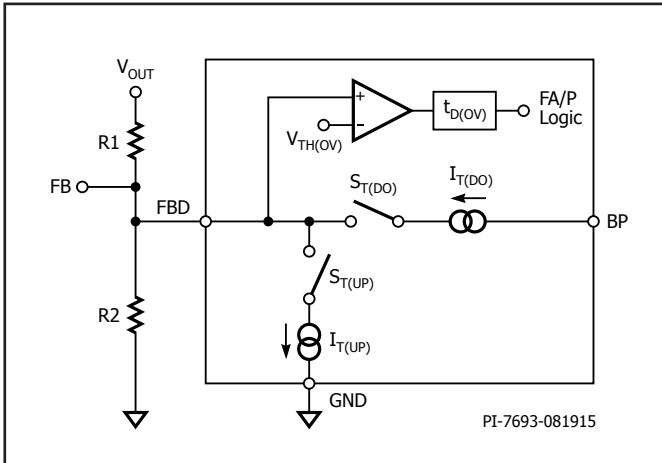 V_OUT
R1
FB
FBD
R2
V_TH(OV)
+
−
t_D(OV)
FA/P
Logic
S_T(DO)
I_T(DO)
BP
S_T(UP)
I_T(UP)
GND
PI-7693-081915